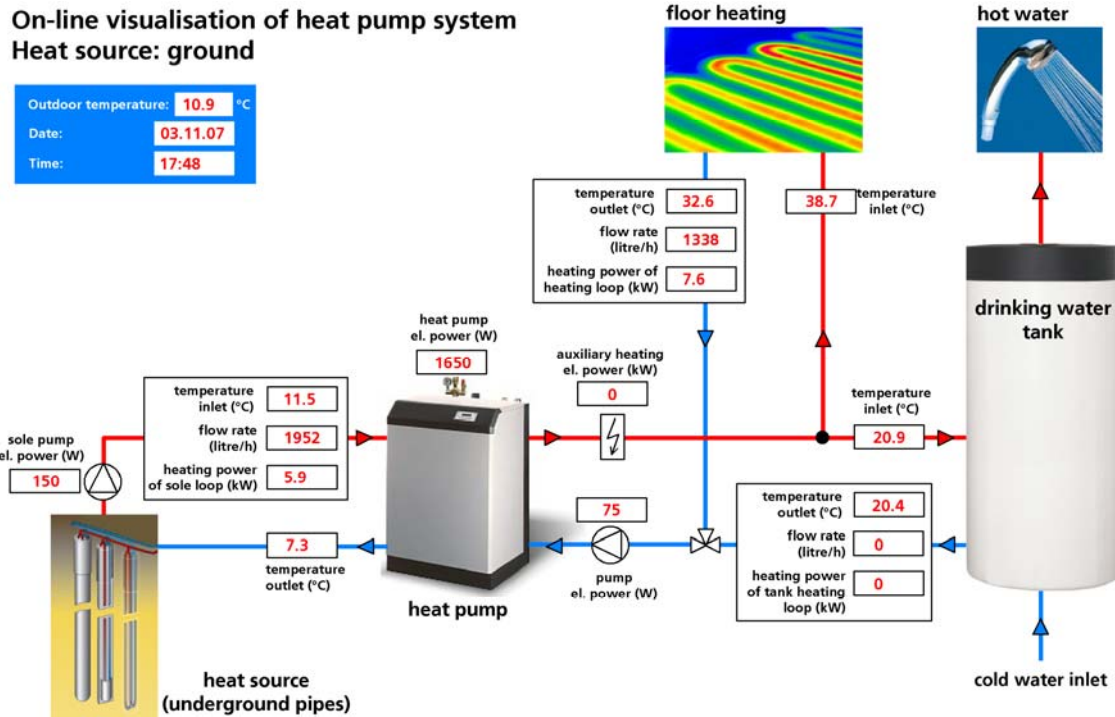 On-line visualisation of heat pump system
Heat source: ground
Outdoor temperature: 10.9 °C
Date: 03.11.07
Time: 17:48
floor heating
hot water
temperature
outlet (°C)
32.6
flow rate
(litre/h)
1338
heating power of
heating loop (kW)
7.6
38.7
temperature
inlet (°C)
drinking water
tank
heat pump
el. power (W)
1650
auxiliary heating
el. power (kW)
0
temperature
inlet (°C)
11.5
flow rate
(litre/h)
1952
heating power
of sole loop (kW)
5.9
sole pump
el. power (W)
150
temperature
inlet (°C)
20.9
7.3
temperature
outlet (°C)
heat pump
75
pump
el. power (W)
temperature
outlet (°C)
20.4
flow rate
(litre/h)
0
heating power
of tank heating
loop (kW)
0
heat source
(underground pipes)
cold water inlet